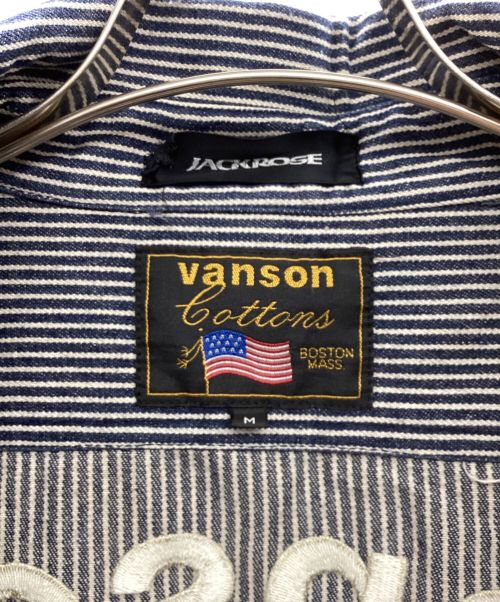 JACKROSE
vanson
Cottons
BOSTON
MASS.
M